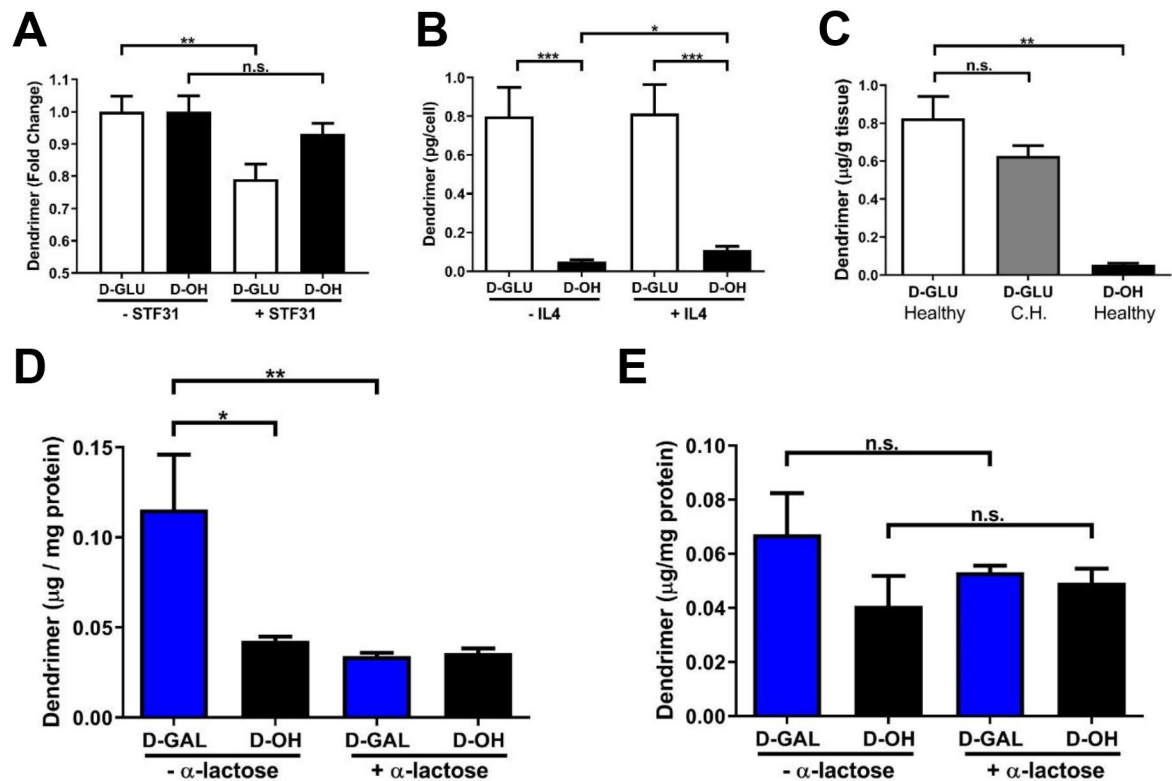 A
**
n.s.
Dendrimer (Fold Change)
1.1
1.0
0.9
0.8
0.7
0.6
0.5
D-GLU D-OH D-GLU D-OH
- STF31 + STF31
B
*
*** ***
Dendrimer (pg/cell)
1.0
0.8
0.6
0.4
0.2
0.0
D-GLU D-OH D-GLU D-OH
- IL4 + IL4
C
**
n.s.
Dendrimer (μg/g tissue)
1.0
0.8
0.6
0.4
0.2
0.0
D-GLU D-GLU D-OH
Healthy C.H. Healthy
D
**
*
Dendrimer (μg / mg protein)
0.15
0.10
0.05
0.00
D-GAL D-OH D-GAL D-OH
- α-lactose + α-lactose
E
n.s.
n.s.
Dendrimer (μg/mg protein)
0.10
0.08
0.06
0.04
0.02
0.00
D-GAL D-OH D-GAL D-OH
- α-lactose + α-lactose